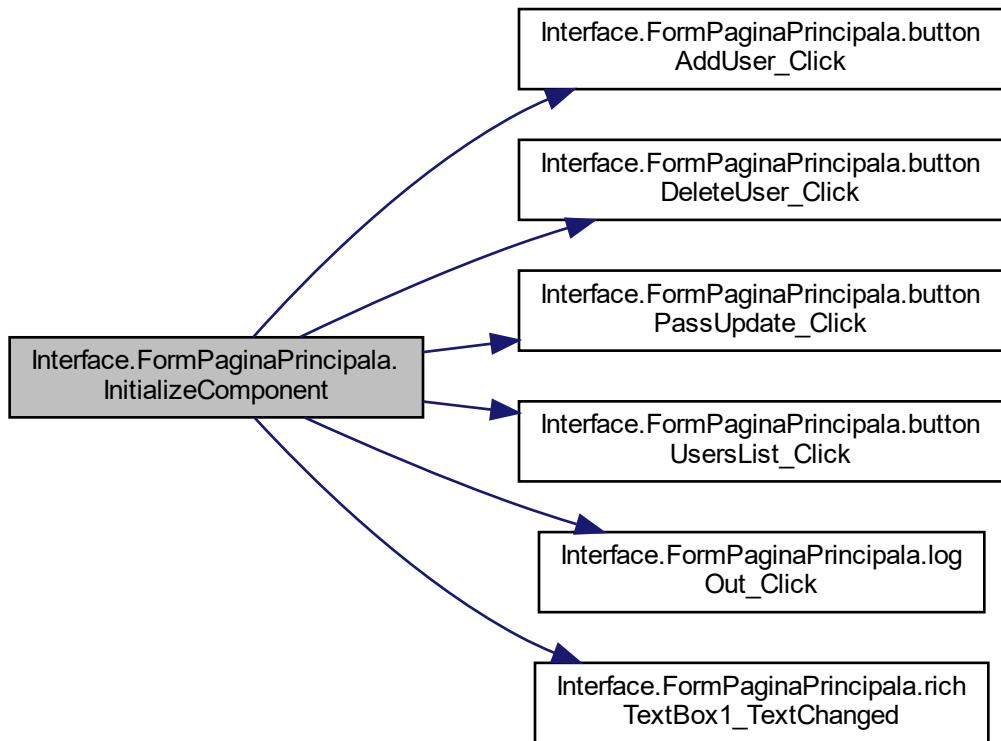 Interface.FormPaginaPrincipala.button
AddUser_Click
Interface.FormPaginaPrincipala.button
DeleteUser_Click
Interface.FormPaginaPrincipala.button
PassUpdate_Click
Interface.FormPaginaPrincipala.
InitializeComponent
Interface.FormPaginaPrincipala.button
UsersList_Click
Interface.FormPaginaPrincipala.log
Out_Click
Interface.FormPaginaPrincipala.rich
TextBox1_TextChanged